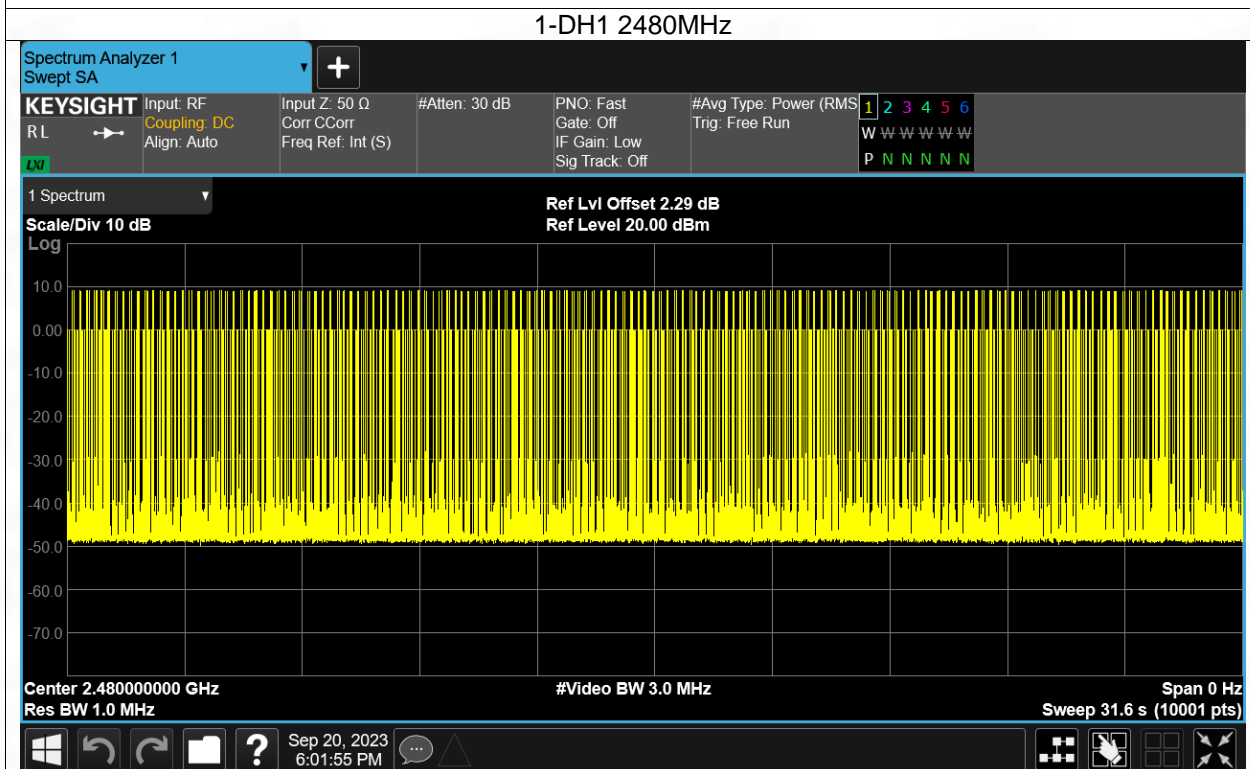 1-DH1 2480MHz
Spectrum Analyzer 1
Swept SA
+
KEYSIGHT Input: RF Input Z: 50 Ω #Atten: 30 dB PNO: Fast #Avg Type: Power (RMS 1 2 3 4 5 6
R L Coupling: DC Corr CCorr Gate: Off Trig: Free Run W W W W W W
Align: Auto Freq Ref: Int (S) IF Gain: Low
LXI Sig Track: Off P N N N N N
1 Spectrum
Ref Lvl Offset 2.29 dB
Scale/Div 10 dB Ref Level 20.00 dBm
Log
10.0
0.00
-10.0
-20.0
-30.0
-40.0
-50.0
-60.0
-70.0
Center 2.480000000 GHz #Video BW 3.0 MHz Span 0 Hz
Res BW 1.0 MHz Sweep 31.6 s (10001 pts)
? Sep 20, 2023
6:01:55 PM